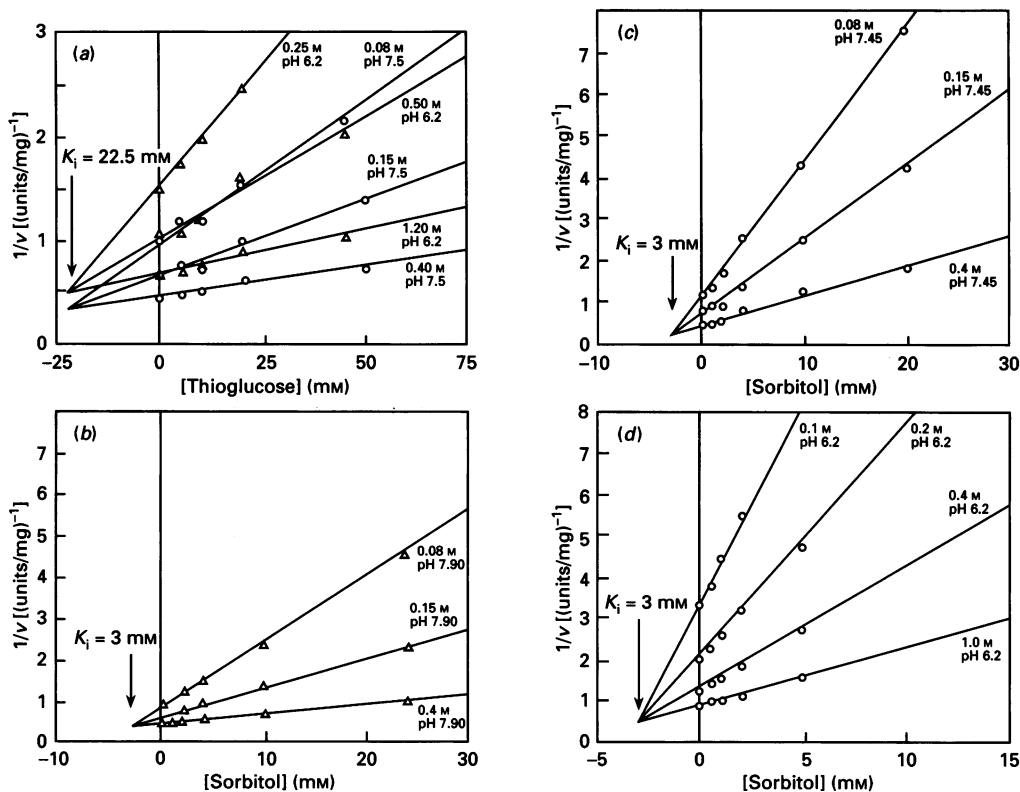 (a)
3
2
1
0
1/v [(units/mg)⁻¹]
0.25 M
pH 6.2
0.08 M
pH 7.5
0.50 M
pH 6.2
0.15 M
pH 7.5
1.20 M
pH 6.2
0.40 M
pH 7.5
Kᵢ = 22.5 mM
−25 0 25 50 75
[Thioglucose] (mM)
(c)
7
6
5
4
3
2
1
0
1/v [(units/mg)⁻¹]
0.08 M
pH 7.45
0.15 M
pH 7.45
0.4 M
pH 7.45
Kᵢ = 3 mM
−10 0 10 20 30
[Sorbitol] (mM)
(b)
7
6
5
4
3
2
1
0
1/v [(units/mg)⁻¹]
0.08 M
pH 7.90
0.15 M
pH 7.90
0.4 M
pH 7.90
Kᵢ = 3 mM
−10 0 10 20 30
[Sorbitol] (mM)
(d)
8
7
6
5
4
3
2
1
0
1/v [(units/mg)⁻¹]
0.1 M
pH 6.2
0.2 M
pH 6.2
0.4 M
pH 6.2
1.0 M
pH 6.2
Kᵢ = 3 mM
−5 0 5 10 15
[Sorbitol] (mM)